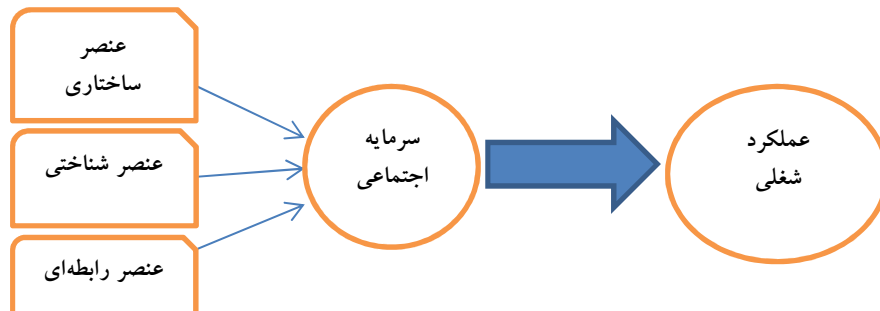 عنصر
ساختاری
عنصر شناختی
عنصر رابطه‌ای
سرمایه
اجتماعی
عملکرد
شغلی